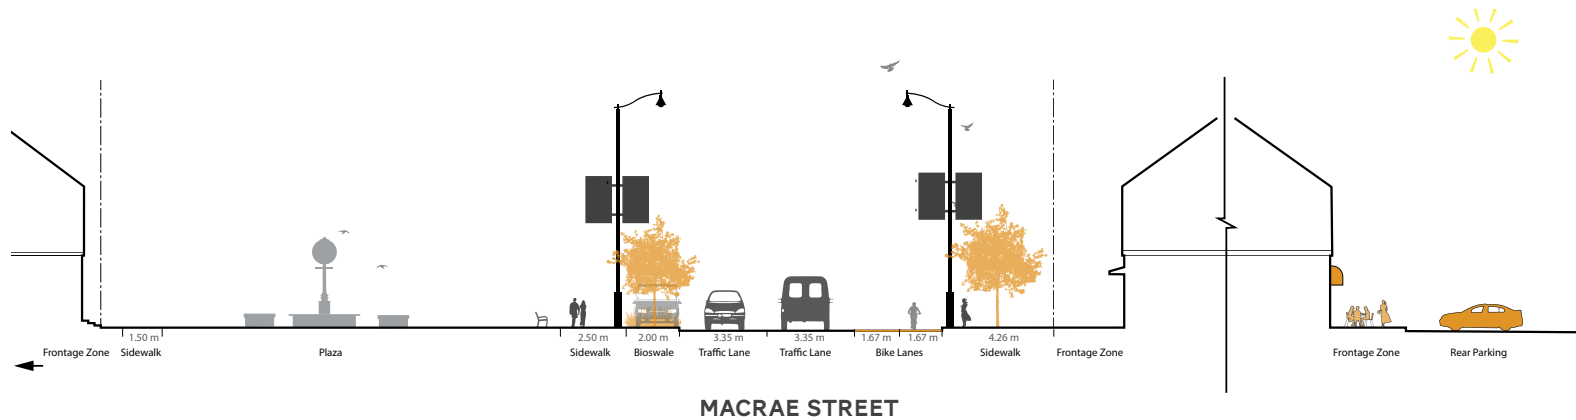 1.50 m
2.50 m 2.00 m 3.35 m 3.35 m 1.67 m 1.67 m 4.26 m
Frontage Zone Sidewalk Plaza Sidewalk Bioswale Traffic Lane Traffic Lane Bike Lanes Sidewalk Frontage Zone Frontage Zone Rear Parking
MACRAE STREET